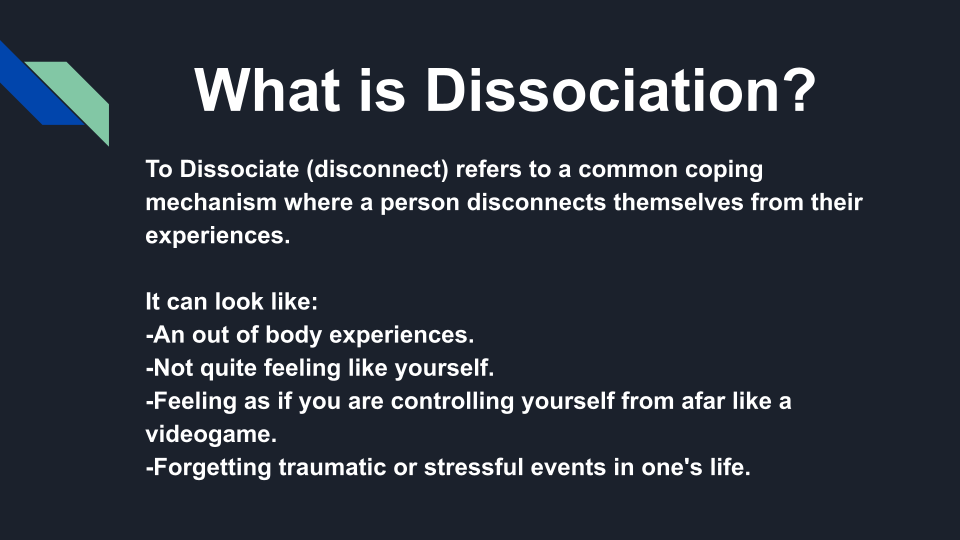 What is Dissociation?
To Dissociate (disconnect) refers to a common coping
mechanism where a person disconnects themselves from their
experiences.
It can look like:
-An out of body experiences.
-Not quite feeling like yourself.
-Feeling as if you are controlling yourself from afar like a
videogame.
-Forgetting traumatic or stressful events in one's life.